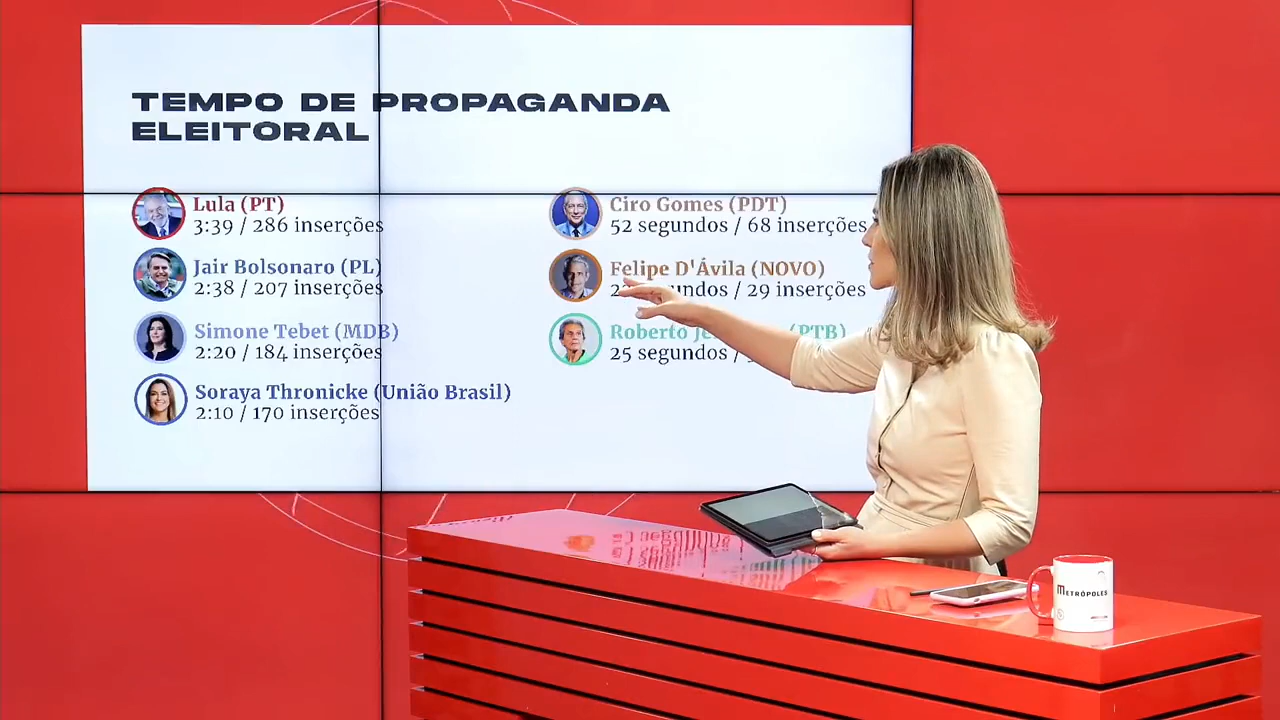 TEMPO DE PROPAGANDA
ELEITORAL
Lula (PT)
3:39 / 286 inserções
Jair Bolsonaro (PL)
2:38 / 207 inserções
Simone Tebet (MDB)
2:20 / 184 inserções
Soraya Thronicke (União Brasil)
2:10 / 170 inserções
Ciro Gomes (PDT)
52 segundos / 68 inserções
Felipe D'Ávila (NOVO)
/ 29 inserções
Roberto (PTB)
25 segundos /
METRÓPOLES